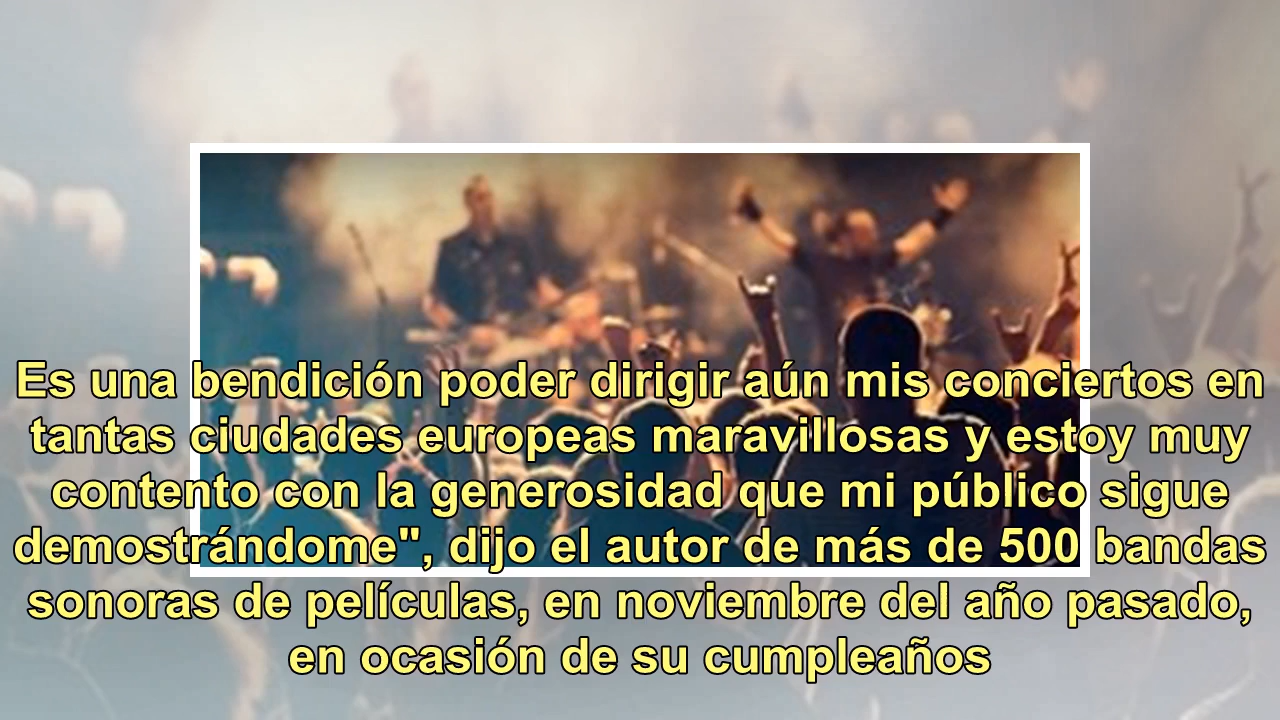 Es una bendición poder dirigir aún mis conciertos en
tantas ciudades europeas maravillosas y estoy muy
contento con la generosidad que mi público sigue
demostrándome", dijo el autor de más de 500 bandas
sonoras de películas, en noviembre del año pasado,
en ocasión de su cumpleaños